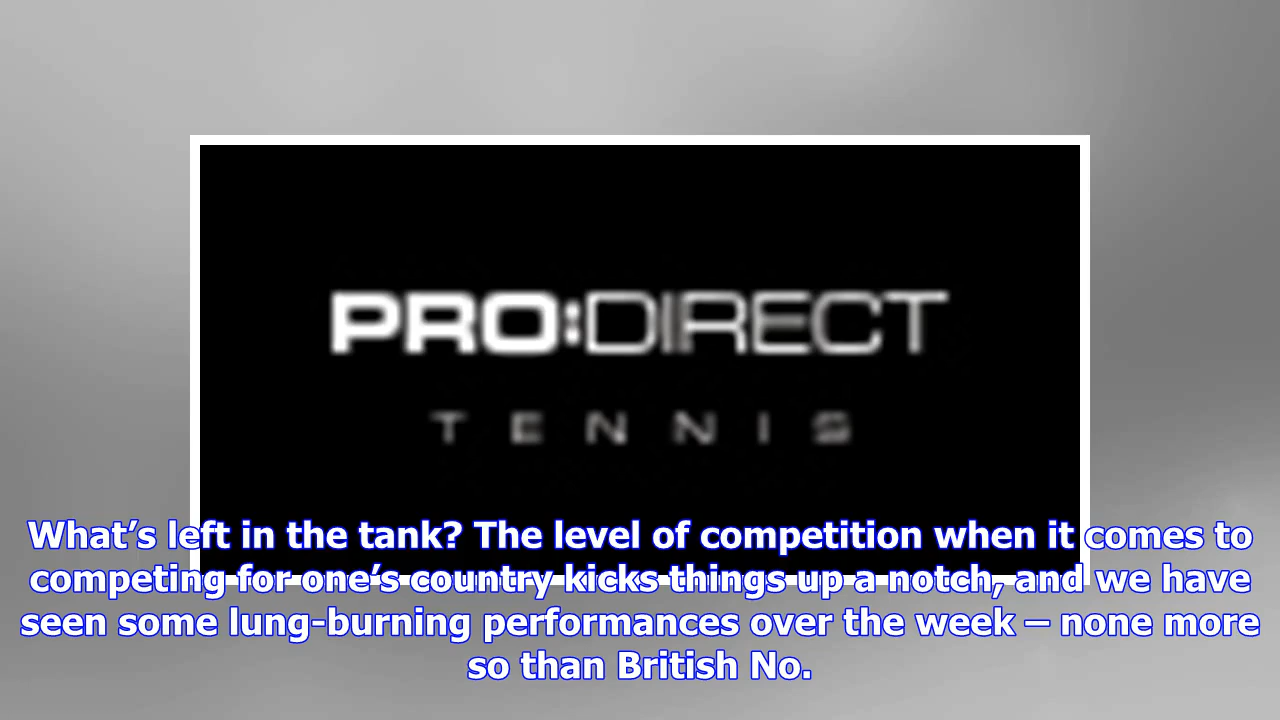 PRO:DIRECT
TENNIS
What’s left in the tank? The level of competition when it comes to
competing for one’s country kicks things up a notch, and we have
seen some lung-burning performances over the week – none more
so than British No.